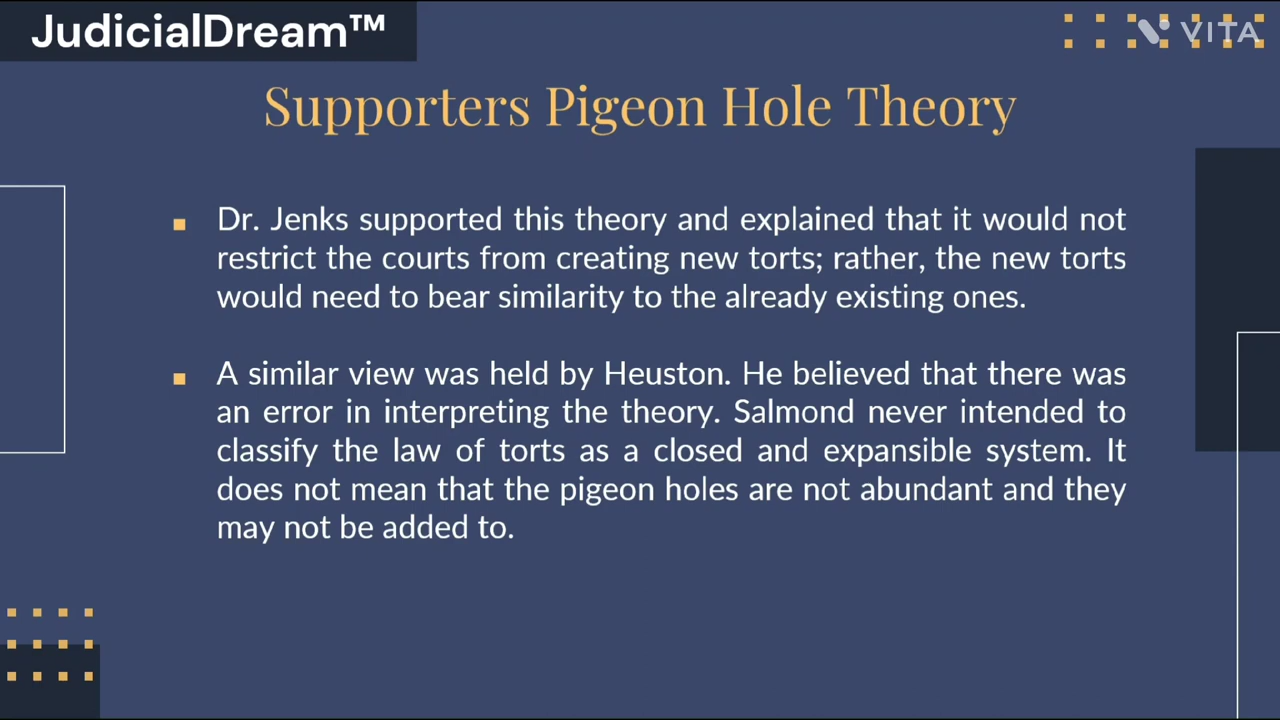 JudicialDream™
VITA
Supporters Pigeon Hole Theory
Dr. Jenks supported this theory and explained that it would not
restrict the courts from creating new torts; rather, the new torts
would need to bear similarity to the already existing ones.
A similar view was held by Heuston. He believed that there was
an error in interpreting the theory. Salmond never intended to
classify the law of torts as a closed and expansible system. It
does not mean that the pigeon holes are not abundant and they
may not be added to.